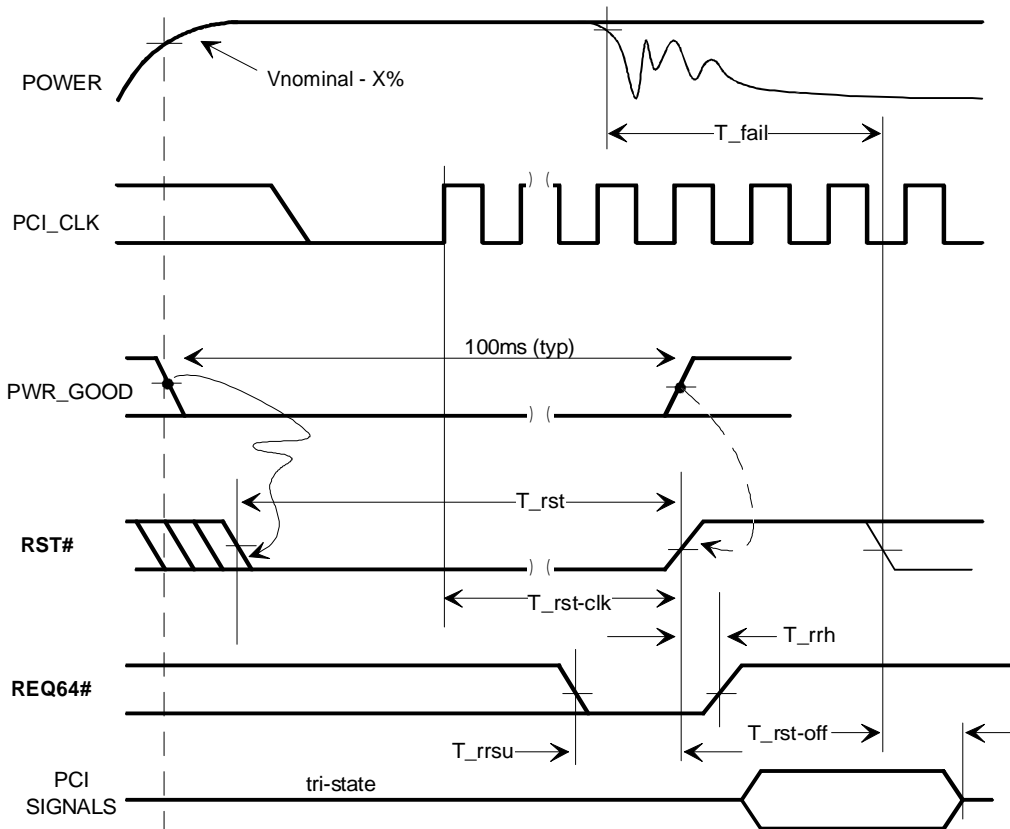 POWER
Vnominal - X%
T_fail
PCI_CLK
) (
PWR_GOOD
100ms (typ)
) (
RST#
T_rst
) (
T_rst-clk
T_rrh
REQ64#
T_rrsu
T_rst-off
PCI
SIGNALS
tri-state